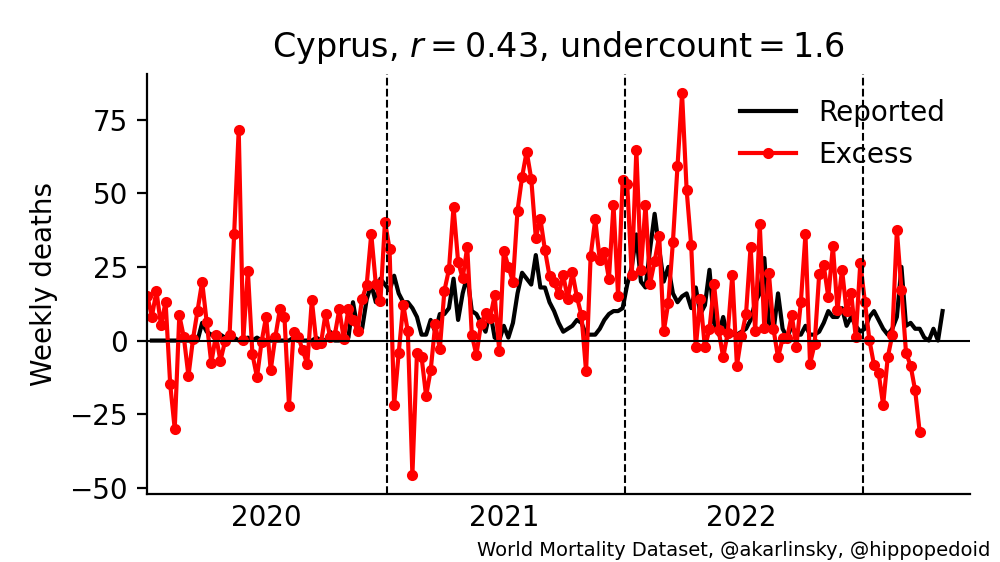 Cyprus, r = 0.43, undercount = 1.6
Reported
Excess
Weekly deaths
75
50
25
0
−25
−50
2020 2021 2022
World Mortality Dataset, @akarlinsky, @hippopedoid